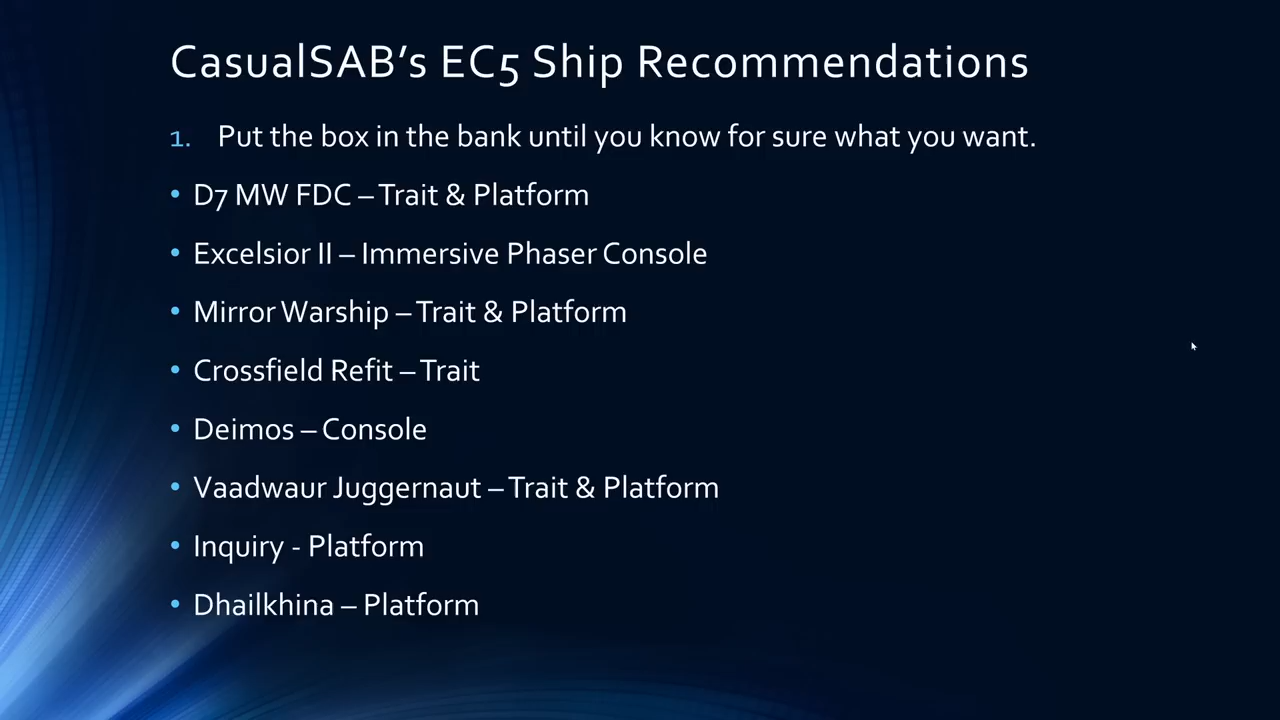 CasualSAB’s EC5 Ship Recommendations
1. Put the box in the bank until you know for sure what you want.
• D7 MW FDC – Trait & Platform
• Excelsior II – Immersive Phaser Console
• Mirror Warship – Trait & Platform
• Crossfield Refit – Trait
• Deimos – Console
• Vaadwaur Juggernaut – Trait & Platform
• Inquiry - Platform
• Dhailkhina – Platform